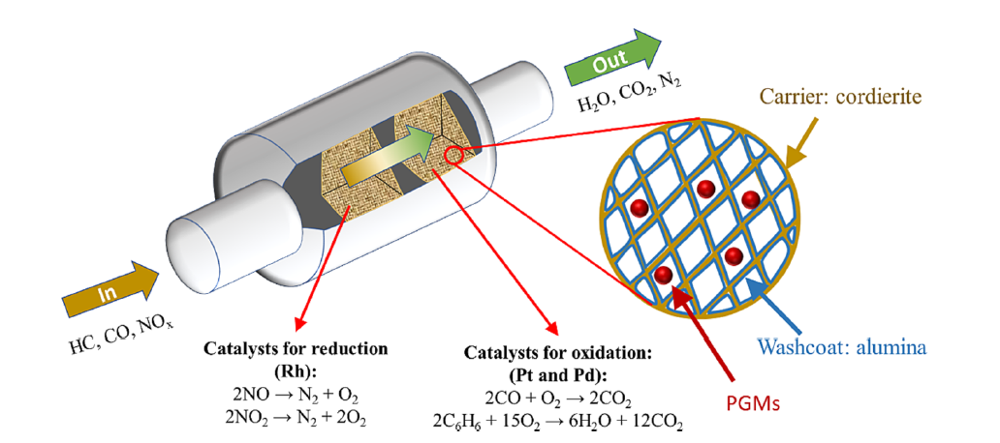 Out
H₂O, CO₂, N₂
Carrier: cordierite
In
HC, CO, NOₓ
Catalysts for reduction
(Rh):
2NO → N₂ + O₂
2NO₂ → N₂ + 2O₂
Catalysts for oxidation:
(Pt and Pd):
2CO + O₂ → 2CO₂
2C₆H₆ + 15O₂ → 6H₂O + 12CO₂
Washcoat: alumina
PGMs